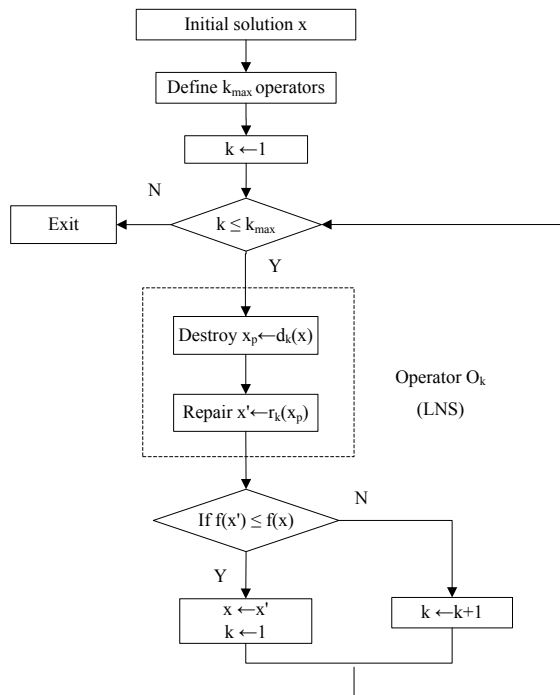 Initial solution x
Define kmax operators
k ←1
N
Exit
k ≤ kmax
Y
Destroy xp←dk(x)
Operator Ok
Repair x'←rk(xp)
(LNS)
N
If f(x') ≤ f(x)
Y
x ←x'
k ←1
k ←k+1